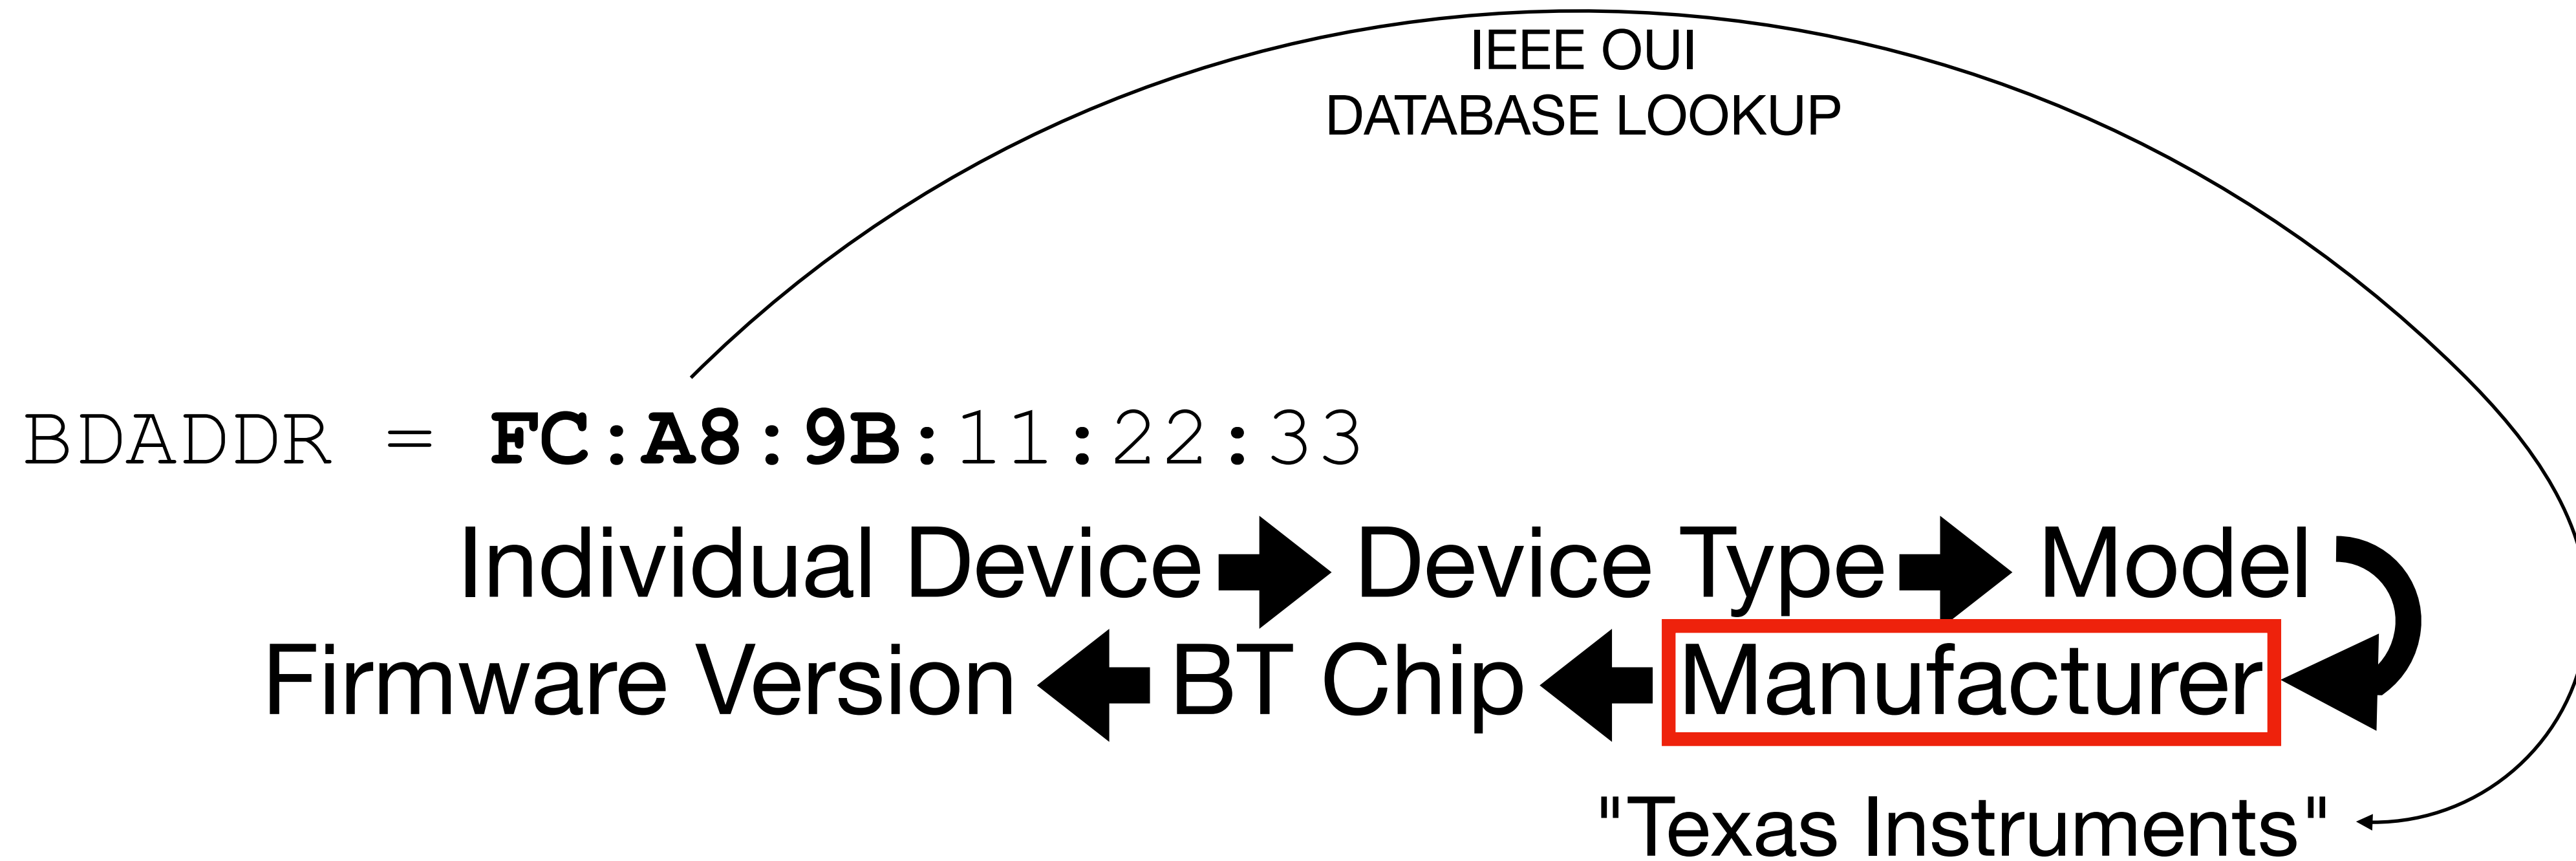 IEEE OUI
DATABASE LOOKUP
BDADDR = FC:A8:9B:11:22:33
Individual Device Device Type Model
Firmware Version BT Chip Manufacturer
"Texas Instruments"